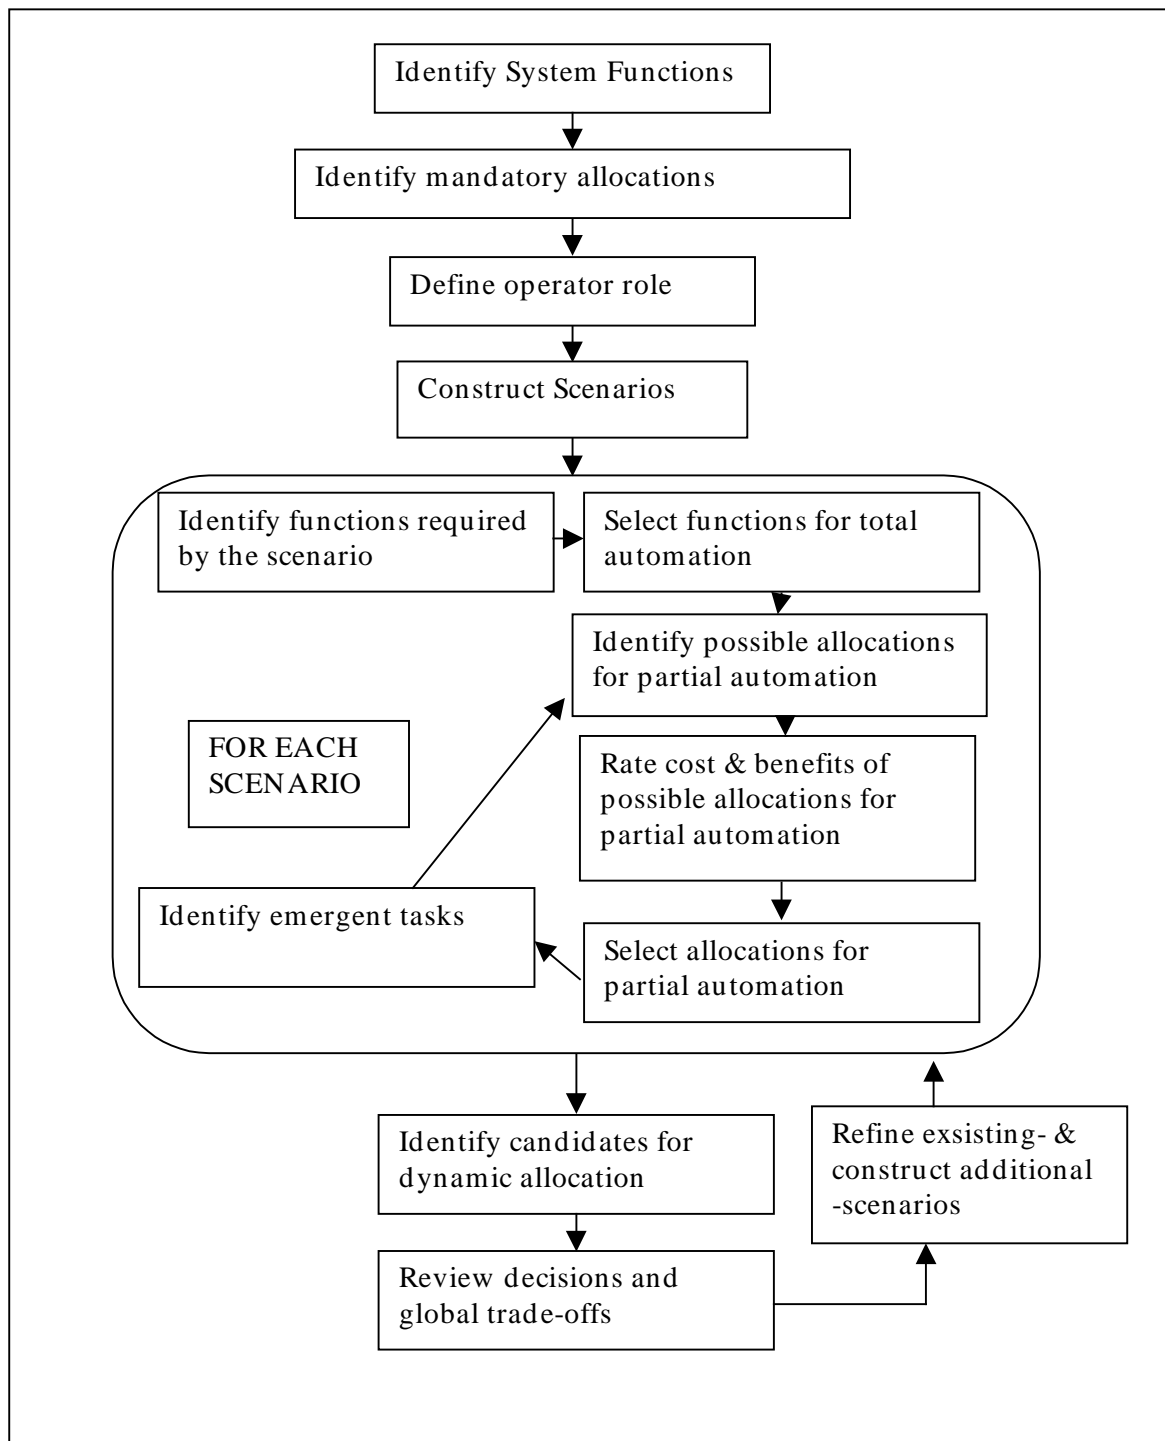 Identify System Functions
Identify mandatory allocations
Define operator role
Construct Scenarios
Identify functions required
by the scenario
Select functions for total
automation
Identify possible allocations
for partial automation
FOR EACH
SCENARIO
Rate cost & benefits of
possible allocations for
partial automation
Identify emergent tasks
Select allocations for
partial automation
Identify candidates for
dynamic allocation
Refine exsisting- &
construct additional
-scenarios
Review decisions and
global trade-offs